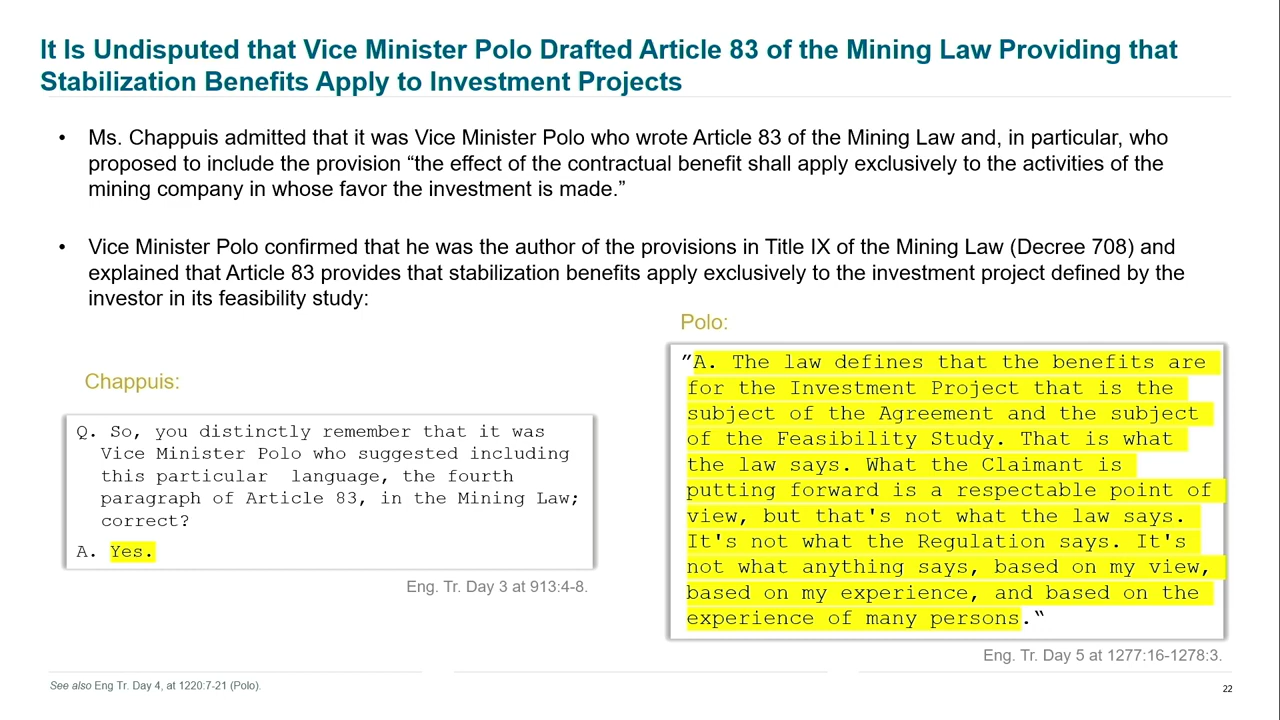 It Is Undisputed that Vice Minister Polo Drafted Article 83 of the Mining Law Providing that
Stabilization Benefits Apply to Investment Projects
• Ms. Chappuis admitted that it was Vice Minister Polo who wrote Article 83 of the Mining Law and, in particular, who
proposed to include the provision “the effect of the contractual benefit shall apply exclusively to the activities of the
mining company in whose favor the investment is made.”
• Vice Minister Polo confirmed that he was the author of the provisions in Title IX of the Mining Law (Decree 708) and
explained that Article 83 provides that stabilization benefits apply exclusively to the investment project defined by the
investor in its feasibility study:
Chappuis:
Q. So, you distinctly remember that it was
Vice Minister Polo who suggested including
this particular language, the fourth
paragraph of Article 83, in the Mining Law;
correct?
A. Yes.
Eng. Tr. Day 3 at 913:4-8.
Polo:
”A. The law defines that the benefits are
for the Investment Project that is the
subject of the Agreement and the subject
of the Feasibility Study. That is what
the law says. What the Claimant is
putting forward is a respectable point of
view, but that's not what the law says.
It's not what the Regulation says. It's
not what anything says, based on my view,
based on my experience, and based on the
experience of many persons.“
Eng. Tr. Day 5 at 1277:16-1278:3.
See also Eng Tr. Day 4, at 1220:7-21 (Polo).
22